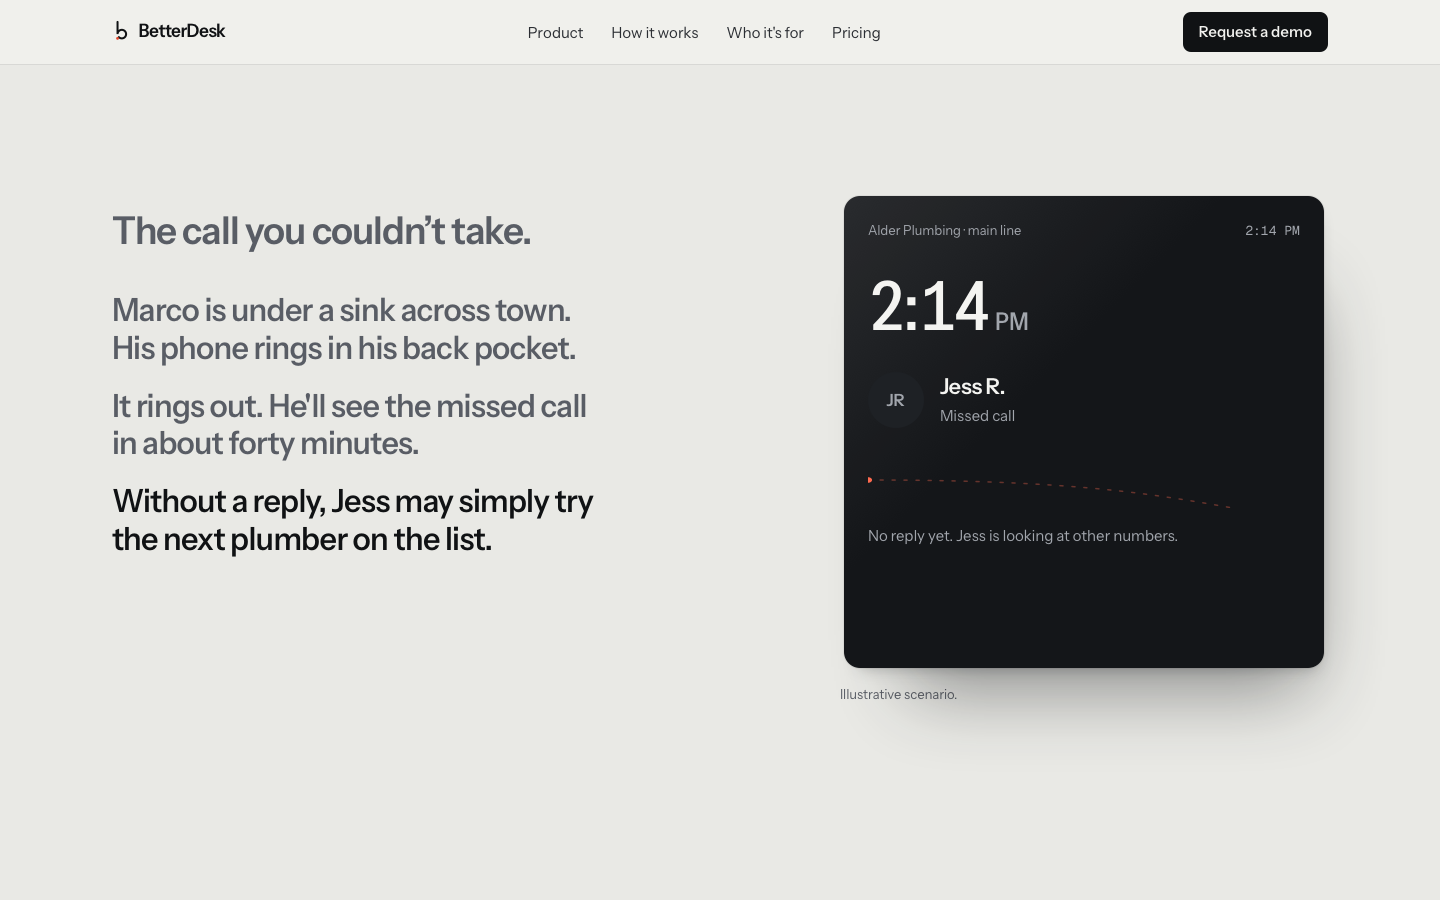 BetterDesk
Product
How it works
Who it's for
Pricing
Request a demo
The call you couldn’t take.
Marco is under a sink across town.
His phone rings in his back pocket.
It rings out. He'll see the missed call
in about forty minutes.
Without a reply, Jess may simply try
the next plumber on the list.
Alder Plumbing · main line
2:14 PM
2:14 PM
JR
Jess R.
Missed call
No reply yet. Jess is looking at other numbers.
Illustrative scenario.